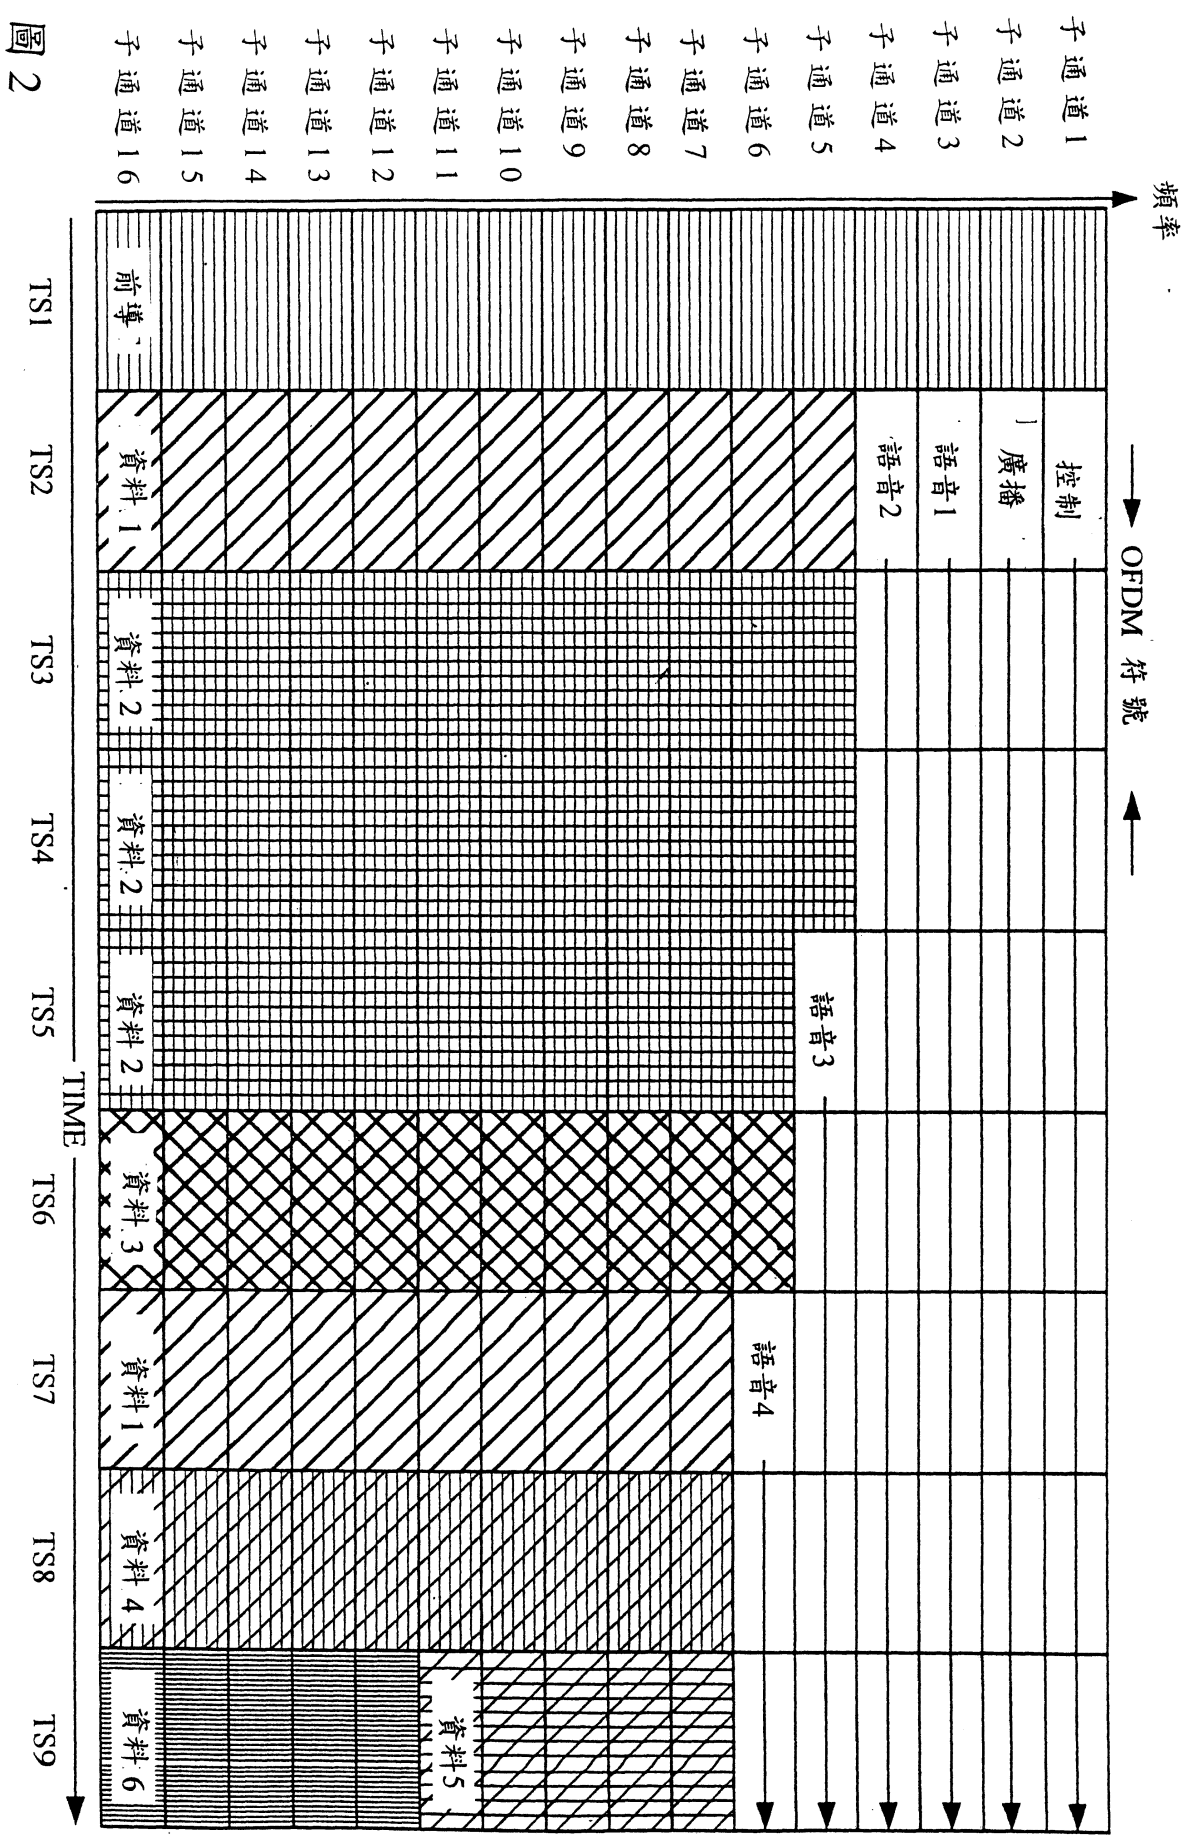 頻率
→ OFDM 符號 ←
子通道1
子通道2
子通道3
子通道4
子通道5
子通道6
子通道7
子通道8
子通道9
子通道10
子通道11
子通道12
子通道13
子通道14
子通道15
子通道16
控制
廣播
語音1
語音2
語音3
語音4
前導
資料1
資料2
資料2
資料2
資料3
資料1
資料4
資料5
資料6
TS1
TS2
TS3
TS4
TS5
TS6
TS7
TS8
TS9
TIME
圖2